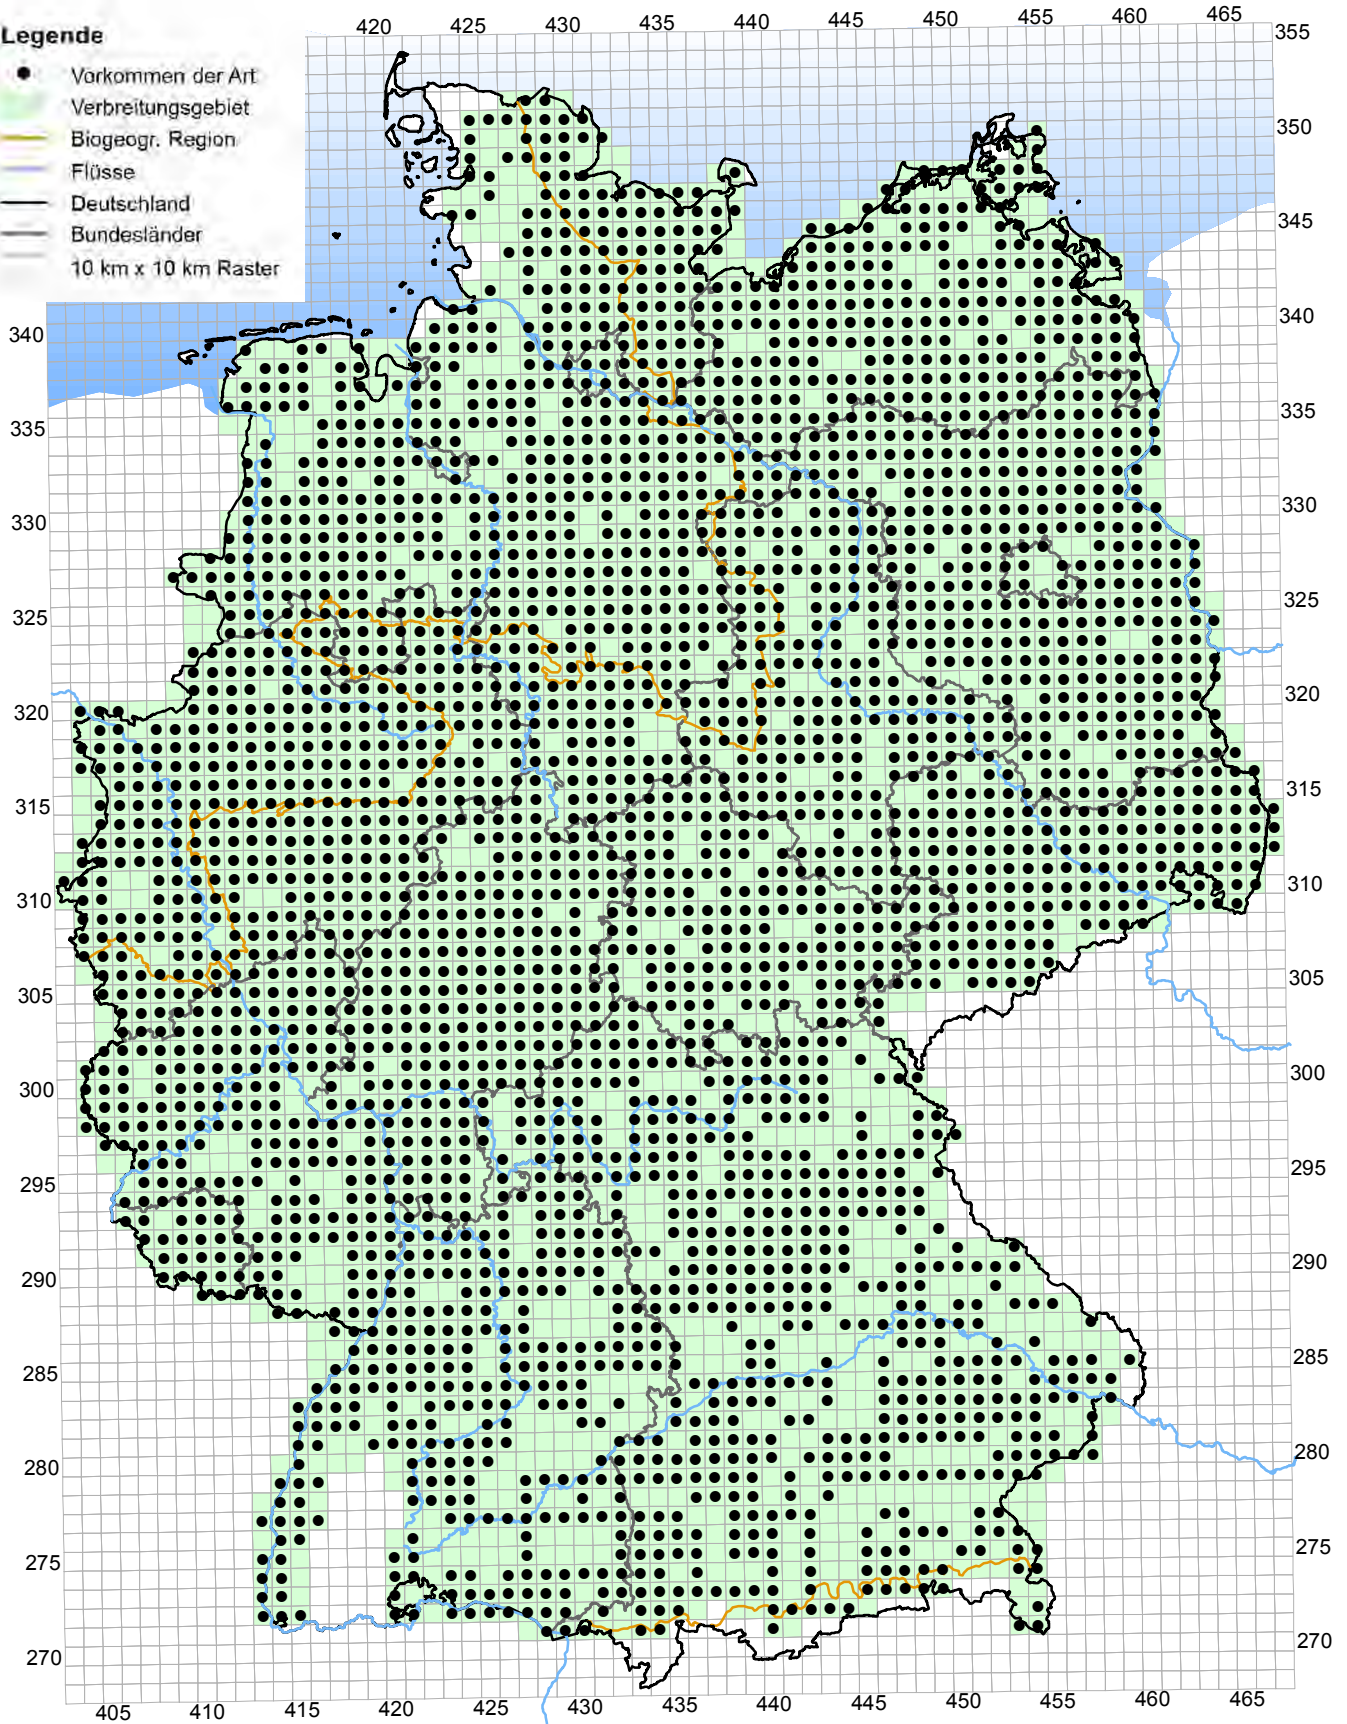 Legende
Vorkommen der Art
Verbreitungsgebiet
Biogeogr. Region
Flüsse
Deutschland
Bundesländer
10 km x 10 km Raster
420 425 430 435 440 445 450 455 460 465
355
350
345
340 340
335 335
330 330
325 325
320 320
315 315
310 310
305 305
300 300
295 295
290 290
285 285
280 280
275 275
270 270
405 410 415 420 425 430 435 440 445 450 455 460 465